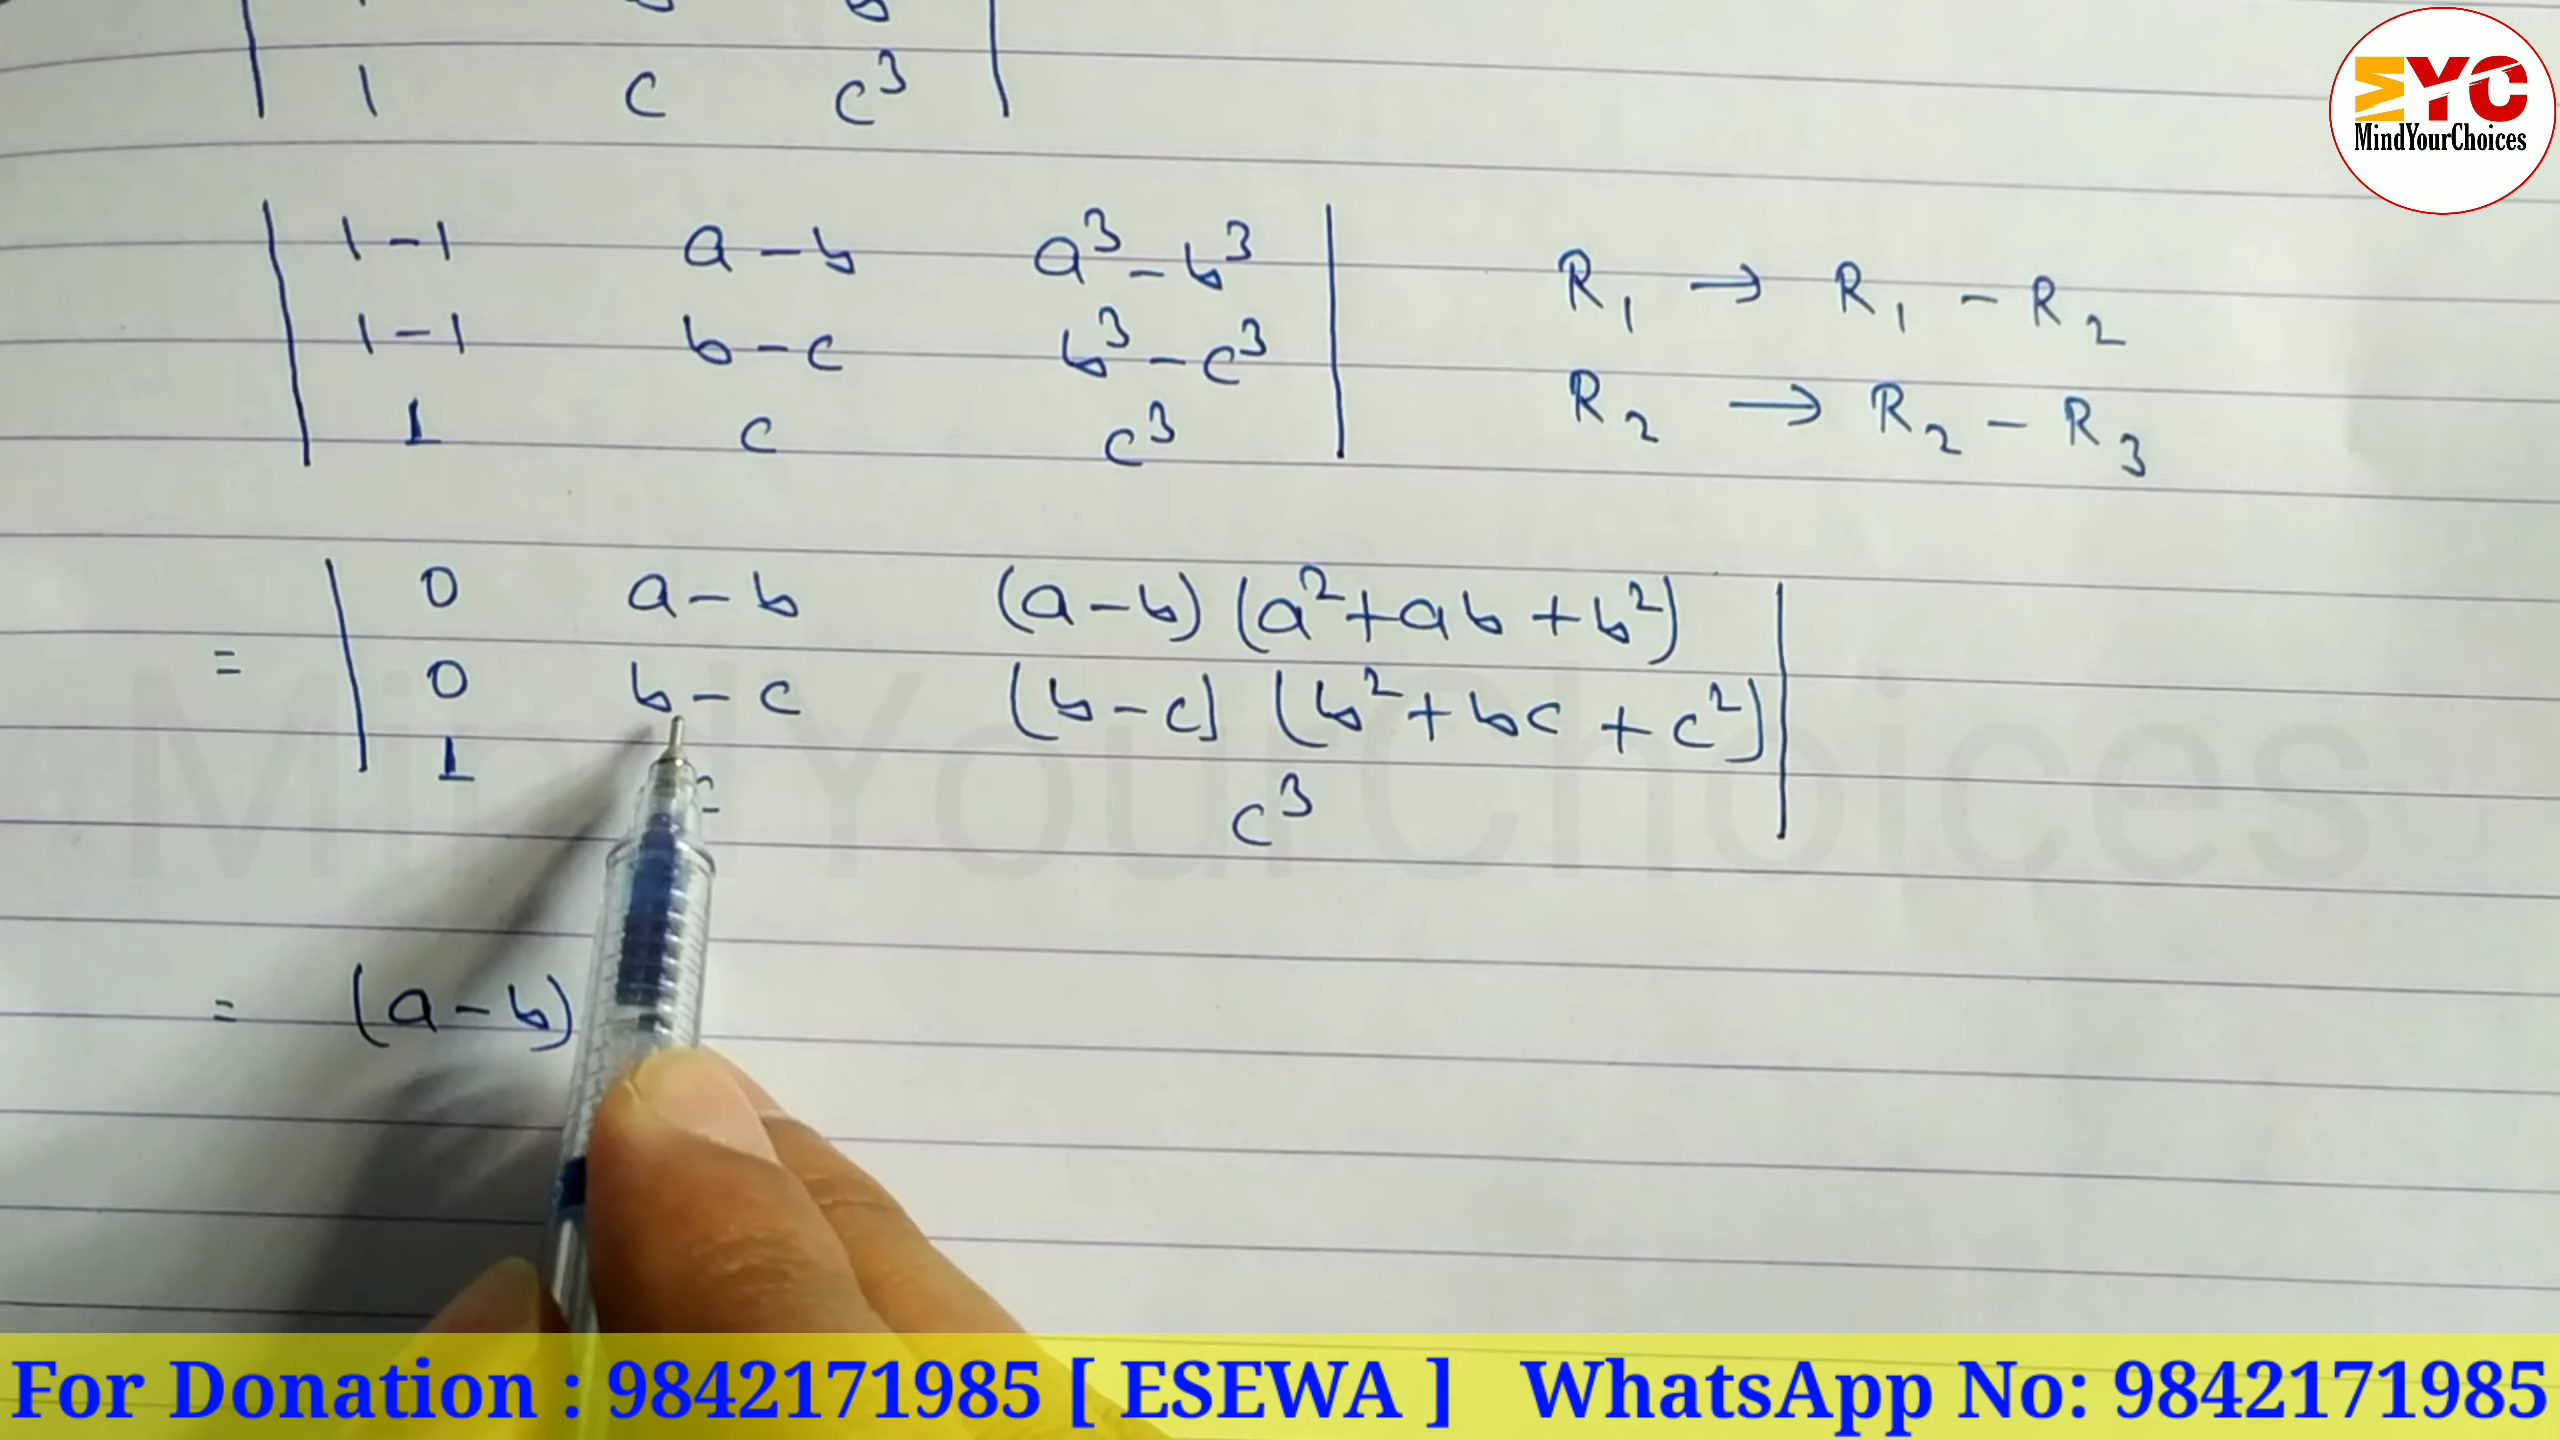 1 c c³
MYC
MindYourChoices
1-1 a-b a³-b³ R₁ → R₁ - R₂
1-1 b-c b³-c³ R₂ → R₂ - R₃
1 c c³
= 0 a-b (a-b) (a²+ab+b²)
0 b-c (b-c) (b²+bc+c²)
1 c c³
MindYourChoices
= (a-b)
For Donation : 9842171985 [ ESEWA ] WhatsApp No: 9842171985